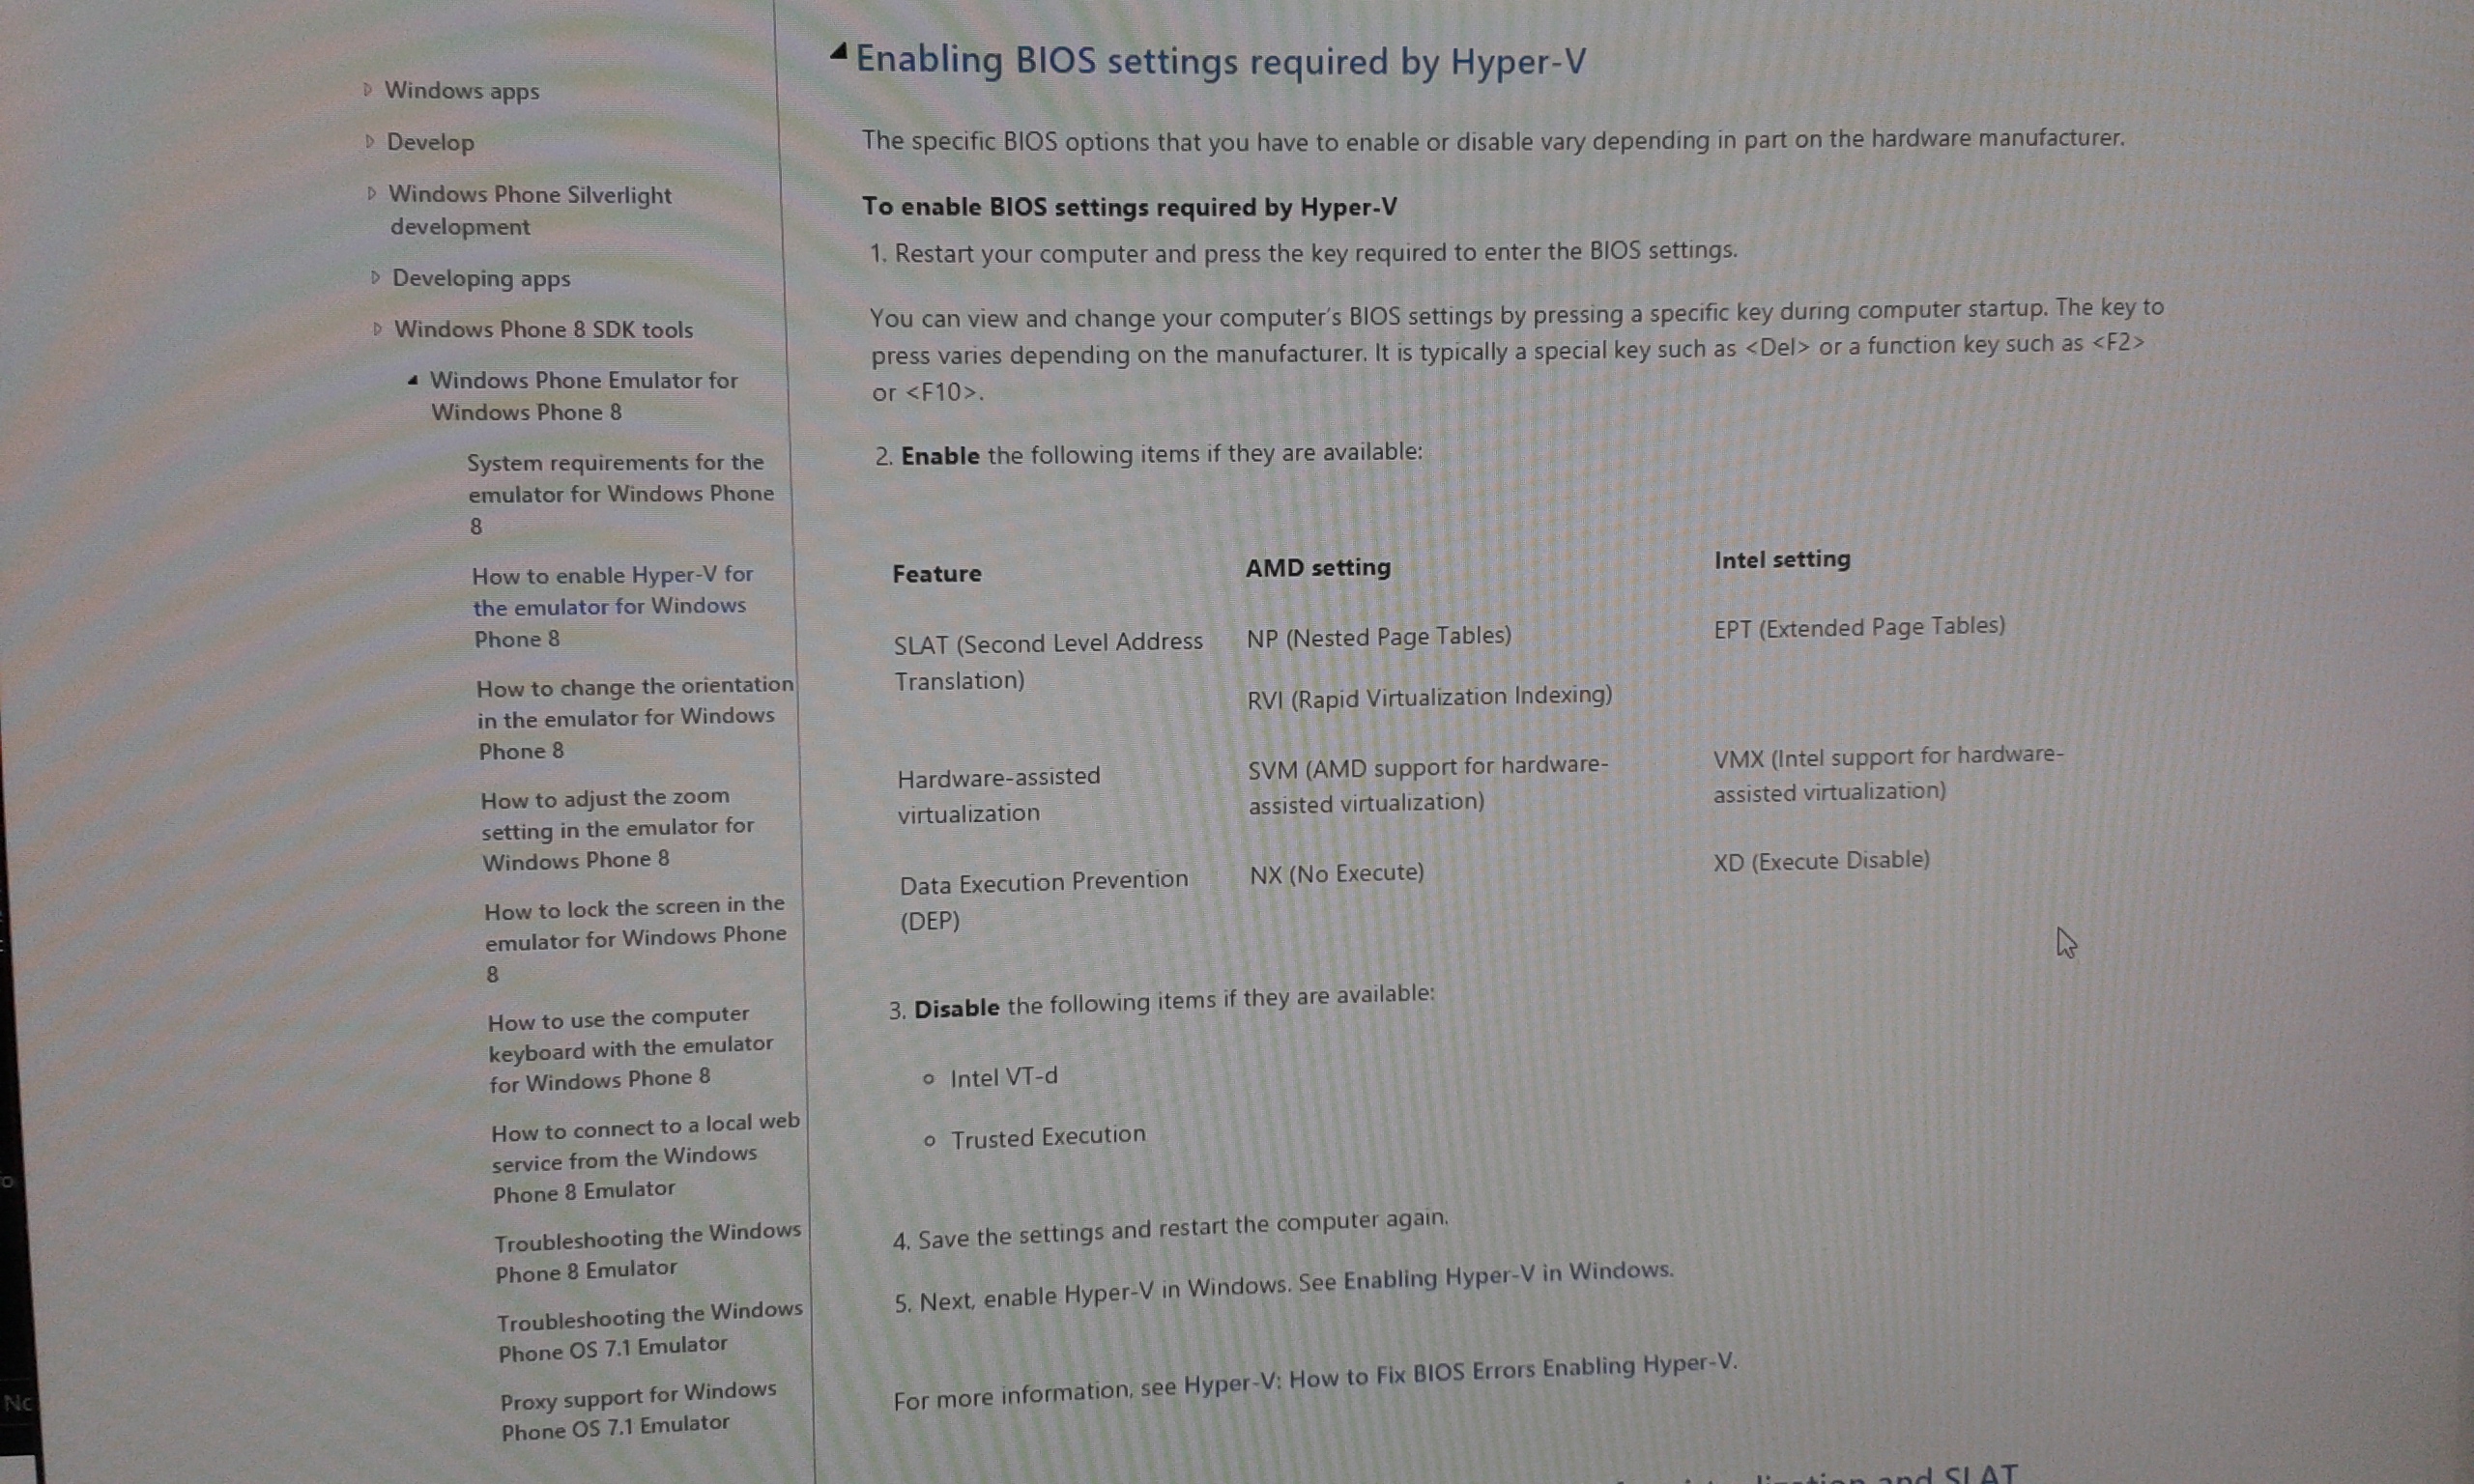 Windows apps
Develop
Windows Phone Silverlight
development
Developing apps
Windows Phone 8 SDK tools
Windows Phone Emulator for
Windows Phone 8
System requirements for the
emulator for Windows Phone
8
How to enable Hyper-V for
the emulator for Windows
Phone 8
How to change the orientation
in the emulator for Windows
Phone 8
How to adjust the zoom
setting in the emulator for
Windows Phone 8
How to lock the screen in the
emulator for Windows Phone
8
How to use the computer
keyboard with the emulator
for Windows Phone 8
How to connect to a local web
service from the Windows
Phone 8 Emulator
Troubleshooting the Windows
Phone 8 Emulator
Troubleshooting the Windows
Phone OS 7.1 Emulator
Proxy support for Windows
Phone OS 7.1 Emulator
Enabling BIOS settings required by Hyper-V
The specific BIOS options that you have to enable or disable vary depending in part on the hardware manufacturer.
To enable BIOS settings required by Hyper-V
1. Restart your computer and press the key required to enter the BIOS settings.
You can view and change your computer's BIOS settings by pressing a specific key during computer startup. The key to
press varies depending on the manufacturer. It is typically a special key such as <Del> or a function key such as <F2>
or <F10>.
2. Enable the following items if they are available:
Feature AMD setting Intel setting
SLAT (Second Level Address NP (Nested Page Tables) EPT (Extended Page Tables)
Translation)
RVI (Rapid Virtualization Indexing)
Hardware-assisted SVM (AMD support for hardware- VMX (Intel support for hardware-
virtualization assisted virtualization) assisted virtualization)
Data Execution Prevention NX (No Execute) XD (Execute Disable)
(DEP)
3. Disable the following items if they are available:
Intel VT-d
Trusted Execution
4. Save the settings and restart the computer again.
5. Next, enable Hyper-V in Windows. See Enabling Hyper-V in Windows.
For more information, see Hyper-V: How to Fix BIOS Errors Enabling Hyper-V.
and SLAT